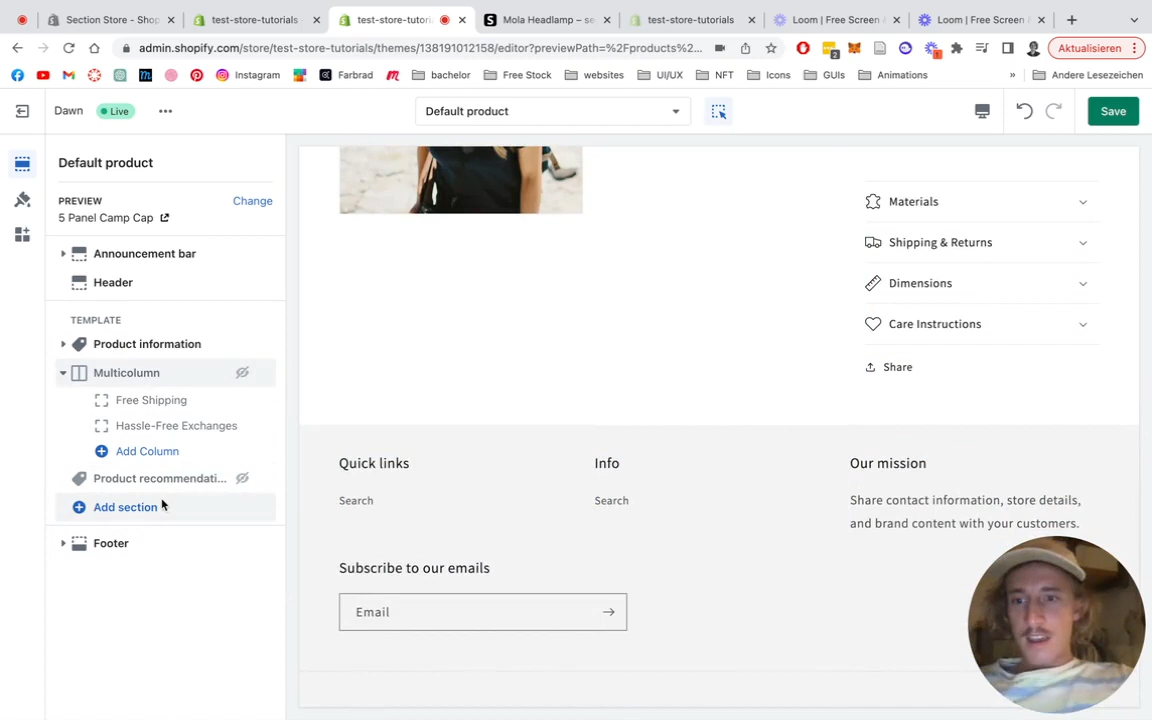 Section Store - Shop
test-store-tutorials
test-store-tutori
Mola Headlamp – se
test-store-tutorials
Loom | Free Screen
Loom | Free Screen
admin.shopify.com/store/test-store-tutorials/themes/138191012158/editor?previewPath=%2Fproducts%2...
2
Aktualisieren
Instagram
Farbrad
bachelor
Free Stock
websites
UI/UX
NFT
Icons
GUIs
Animations
»
Andere Lesezeichen
Dawn
Live
Default product
Save
Default product
PREVIEW
Change
5 Panel Camp Cap
Announcement bar
Header
TEMPLATE
Product information
Multicolumn
Free Shipping
Hassle-Free Exchanges
Add Column
Product recommendati...
Add section
Footer
Materials
Shipping & Returns
Dimensions
Care Instructions
Share
Quick links
Info
Our mission
Search
Search
Share contact information, store details,
and brand content with your customers.
Subscribe to our emails
Email